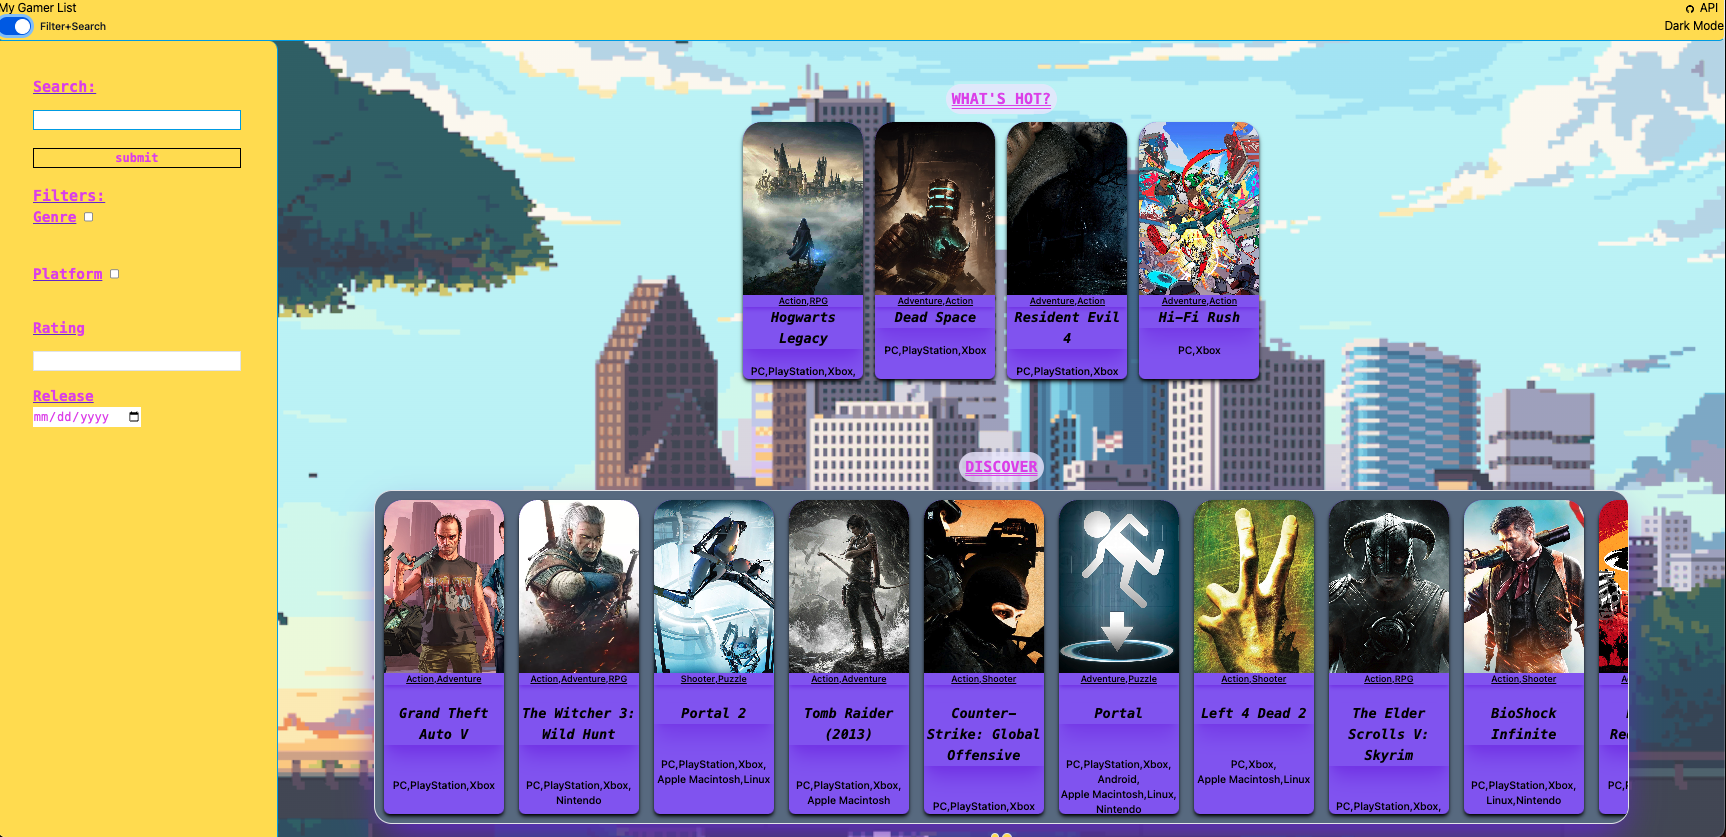 My Gamer List
API
Filter+Search
Dark Mode
Search:
submit
Filters:
Genre
Platform
Rating
Release
mm/dd/yyyy
WHAT'S HOT?
Action,RPG
Hogwarts
Legacy
PC,PlayStation,Xbox,
Adventure,Action
Dead Space
PC,PlayStation,Xbox
Adventure,Action
Resident Evil
4
PC,PlayStation,Xbox
Adventure,Action
Hi-Fi Rush
PC,Xbox
DISCOVER
Action,Adventure
Grand Theft
Auto V
PC,PlayStation,Xbox
Action,Adventure,RPG
The Witcher 3:
Wild Hunt
PC,PlayStation,Xbox,
Nintendo
Shooter,Puzzle
Portal 2
PC,PlayStation,Xbox,
Apple Macintosh,Linux
Action,Adventure
Tomb Raider
(2013)
PC,PlayStation,Xbox,
Apple Macintosh
Action,Shooter
Counter-
Strike: Global
Offensive
PC,PlayStation,Xbox
Adventure,Puzzle
Portal
PC,PlayStation,Xbox,
Android,
Apple Macintosh,Linux,
Nintendo
Action,Shooter
Left 4 Dead 2
PC,Xbox,
Apple Macintosh,Linux
Action,RPG
The Elder
Scrolls V:
Skyrim
PC,PlayStation,Xbox,
Action,Shooter
BioShock
Infinite
PC,PlayStation,Xbox,
Linux,Nintendo